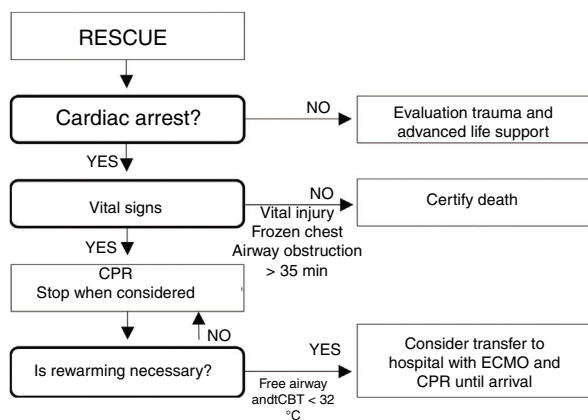 RESCUE
Cardiac arrest?
NO
Evaluation trauma and
advanced life support
YES
Vital signs
NO
Vital injury
Frozen chest
Airway obstruction
> 35 min
Certify death
YES
CPR
Stop when considered
NO
Is rewarming necessary?
YES
Free airway
andtCBT < 32
°C
Consider transfer to
hospital with ECMO and
CPR until arrival